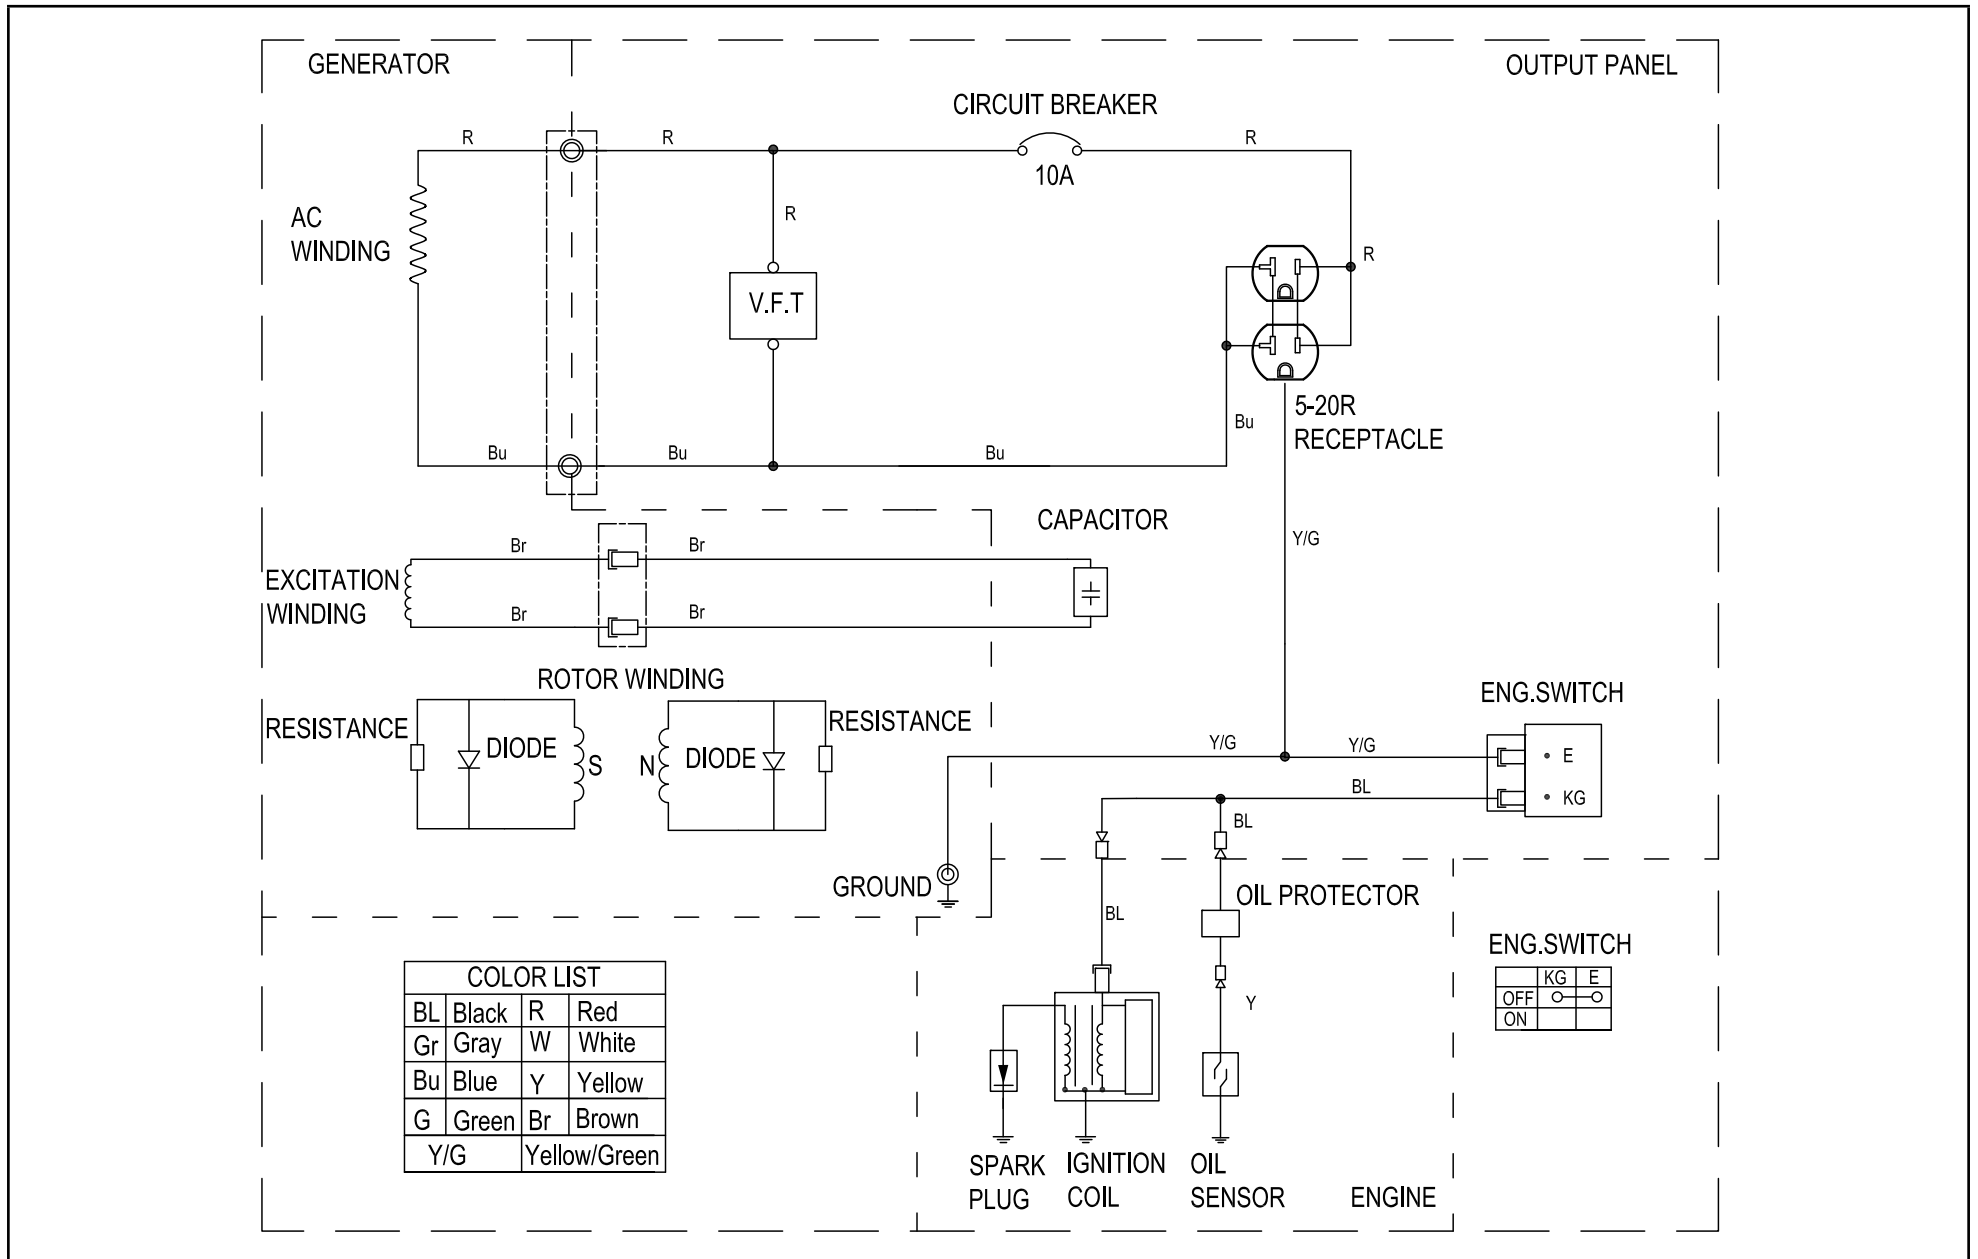 GENERATOR
OUTPUT PANEL
CIRCUIT BREAKER
R
R
R
10A
AC
WINDING
R
R
V.F.T
5-20R
RECEPTACLE
Bu
Bu
Bu
Bu
CAPACITOR
Y/G
Br
Br
EXCITATION
WINDING
Br
Br
ROTOR WINDING
ENG.SWITCH
RESISTANCE
DIODE
S
N
DIODE
RESISTANCE
Y/G
Y/G
E
BL
KG
BL
GROUND
OIL PROTECTOR
BL
ENG.SWITCH
KG E
OFF
ON
COLOR LIST
BL Black R Red
Gr Gray W White
Bu Blue Y Yellow
G Green Br Brown
Y/G Yellow/Green
Y
SPARK
PLUG
IGNITION
COIL
OIL
SENSOR
ENGINE